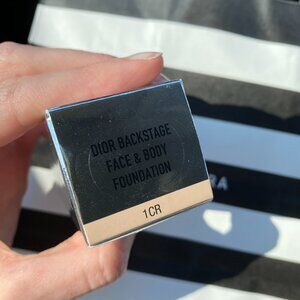 DIOR BACKSTAGE
FACE & BODY
FOUNDATION
1CR